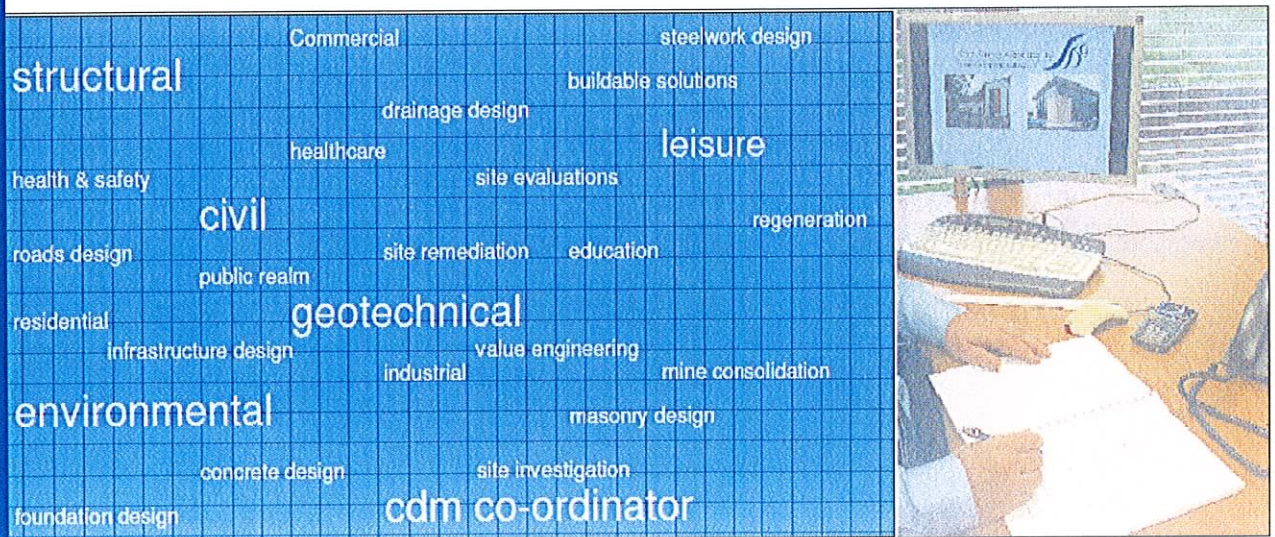 Commercial
steelwork design
structural
buildable solutions
drainage design
leisure
healthcare
health & safety
site evaluations
civil
regeneration
roads design
site remediation
education
public realm
geotechnical
residential
infrastructure design
value engineering
industrial
mine consolidation
environmental
masonry design
concrete design
site investigation
cdm co-ordinator
foundation design